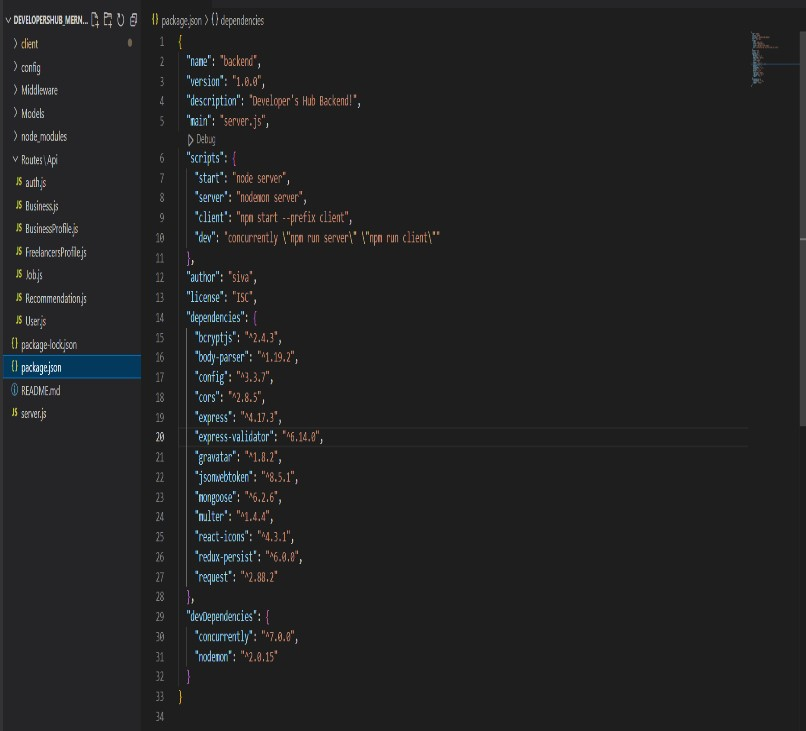 DEVELOPERSHUB_MERN...
client
config
Middleware
Models
node_modules
Routes\Api
JS auth.js
JS Business.js
JS BusinessProfile.js
JS FreelancersProfile.js
JS Job.js
JS Recommendation.js
JS User.js
{} package-lock.json
{} package.json
README.md
JS server.js
{} package.json > {} dependencies
1 {
2 "name": "backend",
3 "version": "1.0.0",
4 "description": "Developer's Hub Backend!",
5 "main": "server.js",
Debug
6 "scripts": {
7 "start": "node server",
8 "server": "nodemon server",
9 "client": "npm start --prefix client",
10 "dev": "concurrently \"npm run server\" \"npm run client\""
11 },
12 "author": "siva",
13 "license": "ISC",
14 "dependencies": {
15 "bcryptjs": "^2.4.3",
16 "body-parser": "^1.19.2",
17 "config": "^3.3.7",
18 "cors": "^2.8.5",
19 "express": "^4.17.3",
20 "express-validator": "^6.14.0",
21 "gravatar": "^1.8.2",
22 "jsonwebtoken": "^8.5.1",
23 "mongoose": "^6.2.6",
24 "multer": "^1.4.4",
25 "react-icons": "^4.3.1",
26 "redux-persist": "^6.0.0",
27 "request": "^2.88.2"
28 },
29 "devDependencies": {
30 "concurrently": "^7.0.0",
31 "nodemon": "^2.0.15"
32 }
33 }
34